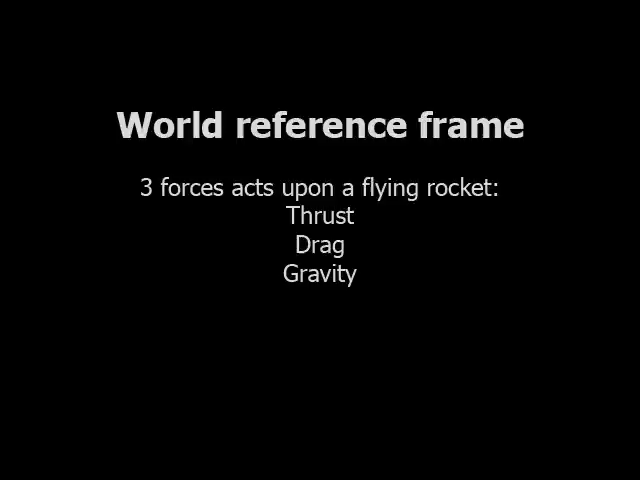 World reference frame
3 forces acts upon a flying rocket:
Thrust
Drag
Gravity